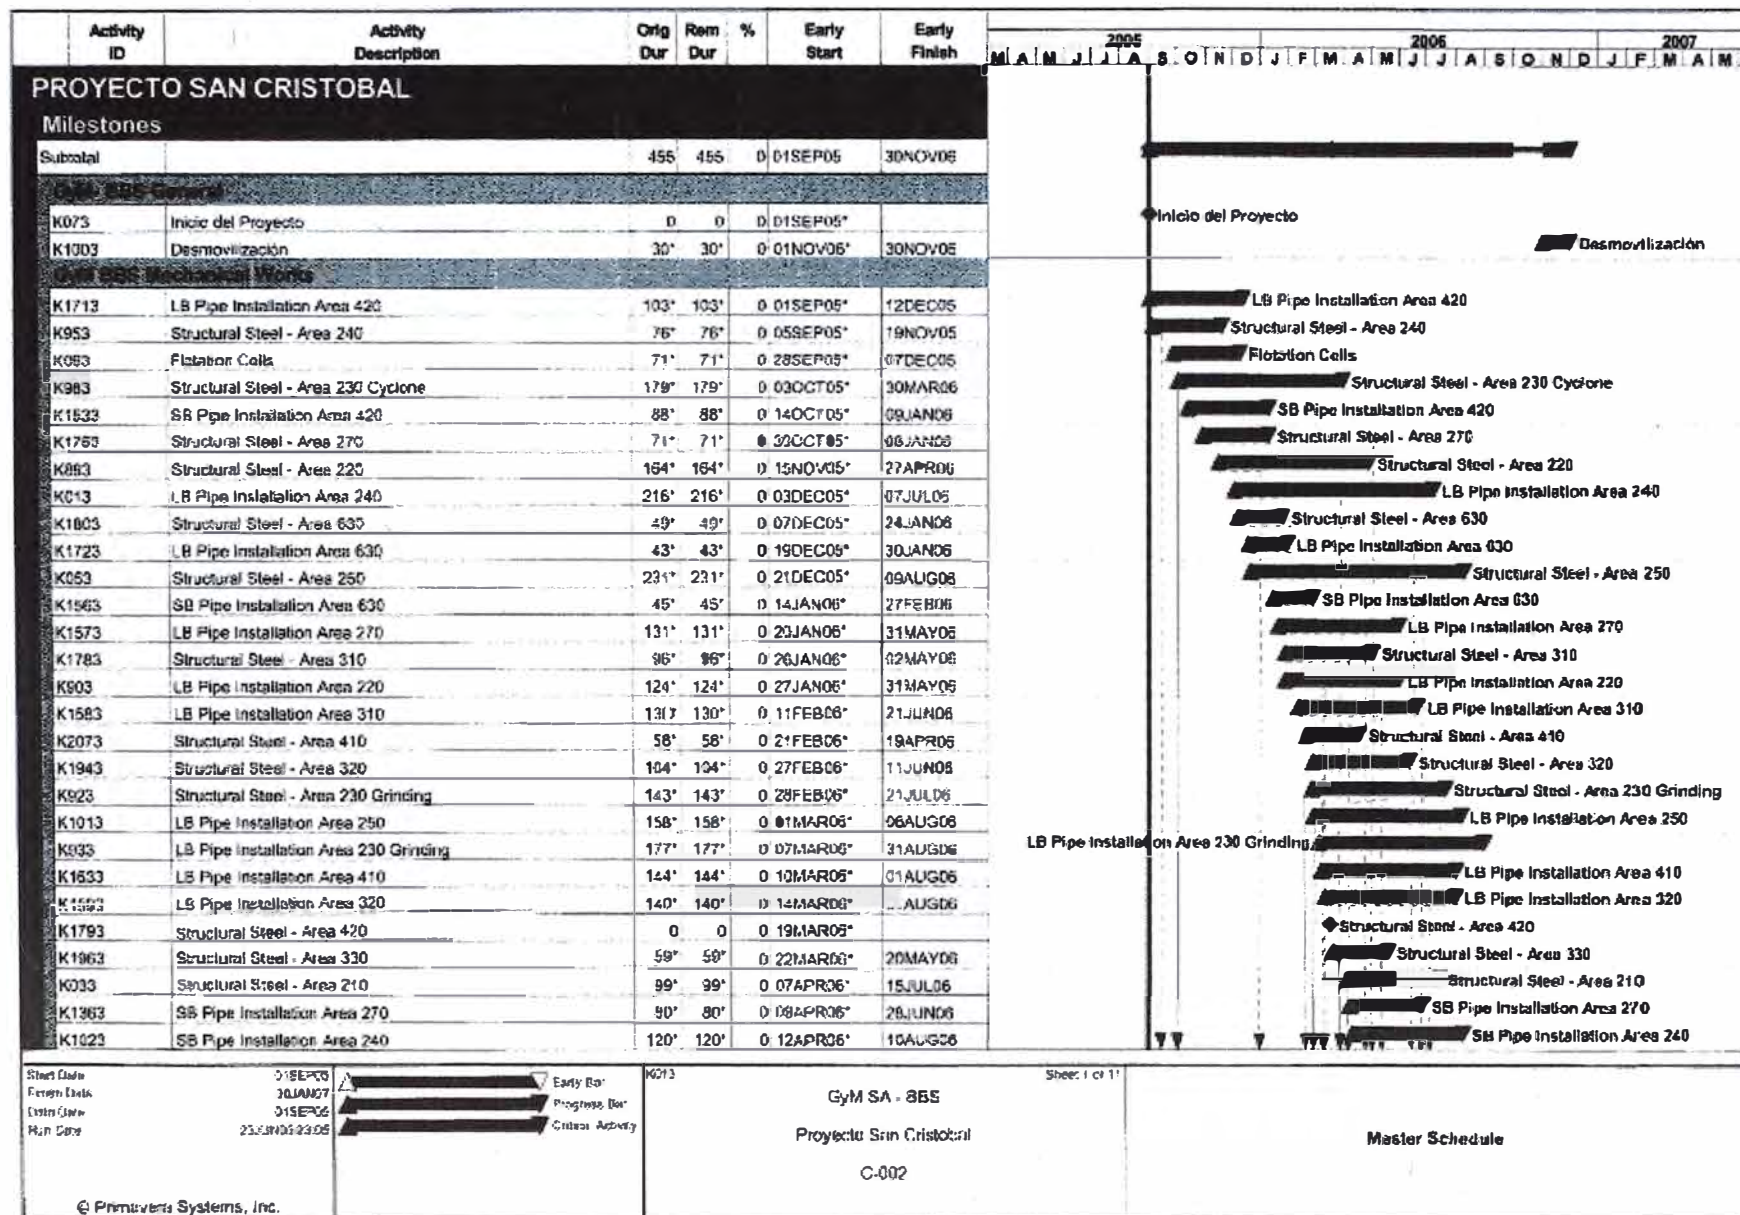 Activity ID Activity Description Orig Dur Rem Dur % Early Start Early Finish
2005 2006 2007
M A M J J A S O N D J F M A M J J A S O N D J F M A M
PROYECTO SAN CRISTOBAL
Milestones
Subtotal 455 455 0 01SEP05 30NOV06
GyM BBS General
K073 Inicio del Proyecto 0 0 0 01SEP05* Inicio del Proyecto
K1003 Desmovilización 30* 30* 0 01NOV06* 30NOV06 Desmovilización
GyM BBS Mechanical Works
K1713 LB Pipe Installation Area 420 103* 103* 0 01SEP05* 12DEC05 LB Pipe Installation Area 420
K953 Structural Steel - Area 240 76* 76* 0 05SEP05* 19NOV05 Structural Steel - Area 240
Flotation Cells 71* 71* 0 28SEP05* 07DEC05 Flotation Cells
K983 Structural Steel - Area 230 Cyclone 179* 179* 0 03OCT05* 30MAR06 Structural Steel - Area 230 Cyclone
K1533 SB Pipe Installation Area 420 88* 88* 0 14OCT05* 09JAN06 SB Pipe Installation Area 420
K1763 Structural Steel - Area 270 71* 71* 0 Structural Steel - Area 270
K893 Structural Steel - Area 220 164* 164* 0 15NOV05* 27APR06 Structural Steel - Area 220
K013 LB Pipe Installation Area 240 216* 216* 0 03DEC05* 07JUL06 LB Pipe Installation Area 240
K1803 Structural Steel - Area 630 49* 49* 0 07DEC05* 24JAN06 Structural Steel - Area 630
K1723 LB Pipe Installation Area 630 43* 43* 0 19DEC05* 30JAN06 LB Pipe Installation Area 630
K053 Structural Steel - Area 250 231* 231* 0 21DEC05* 09AUG06 Structural Steel - Area 250
K1563 SB Pipe Installation Area 630 45* 45* 0 14JAN06* 27FEB06 SB Pipe Installation Area 630
K1573 LB Pipe Installation Area 270 131* 131* 0 20JAN06* 31MAY06 LB Pipe Installation Area 270
K1783 Structural Steel - Area 310 96* 96* 0 26JAN06* 02MAY06 Structural Steel - Area 310
K903 LB Pipe Installation Area 220 124* 124* 0 27JAN06* 31MAY06 LB Pipe Installation Area 220
K1583 LB Pipe Installation Area 310 130* 130* 0 11FEB06* 21JUN06 LB Pipe Installation Area 310
K2073 Structural Steel - Area 410 58* 58* 0 21FEB06* 19APR06 Structural Steel - Area 410
K1943 Structural Steel - Area 320 104* 104* 0 27FEB06* 11JUN06 Structural Steel - Area 320
K923 Structural Steel - Area 230 Grinding 143* 143* 0 28FEB06* 21JUL06 Structural Steel - Area 230 Grinding
K1013 LB Pipe Installation Area 250 158* 158* 0 01MAR06* 06AUG06 LB Pipe Installation Area 250
K933 LB Pipe Installation Area 230 Grinding 177* 177* 0 07MAR06* 31AUG06 LB Pipe Installation Area 230 Grinding
K1633 LB Pipe Installation Area 410 144* 144* 0 10MAR06* 01AUG06 LB Pipe Installation Area 410
LB Pipe Installation Area 320 140* 140* 0 14MAR06* LB Pipe Installation Area 320
K1793 Structural Steel - Area 420 0 0 0 19MAR06* Structural Steel - Area 420
K1963 Structural Steel - Area 330 59* 59* 0 22MAR06* 20MAY06 Structural Steel - Area 330
K033 Structural Steel - Area 210 99* 99* 0 07APR06* 15JUL06 Structural Steel - Area 210
K1363 SB Pipe Installation Area 270 80* 80* 0 08APR06* SB Pipe Installation Area 270
K1023 SB Pipe Installation Area 240 120* 120* 0 12APR06* 10AUG06 SB Pipe Installation Area 240
Start Date 01SEP05
Finish Date 30JAN07
Data Date 01SEP05
Run Date
Early Bar
Progress Bar
Critical Activity
K013
Sheet 1 of 11
GyM SA - BBS
Proyecto San Cristobal
C-002
Master Schedule
© Primavera Systems, Inc.